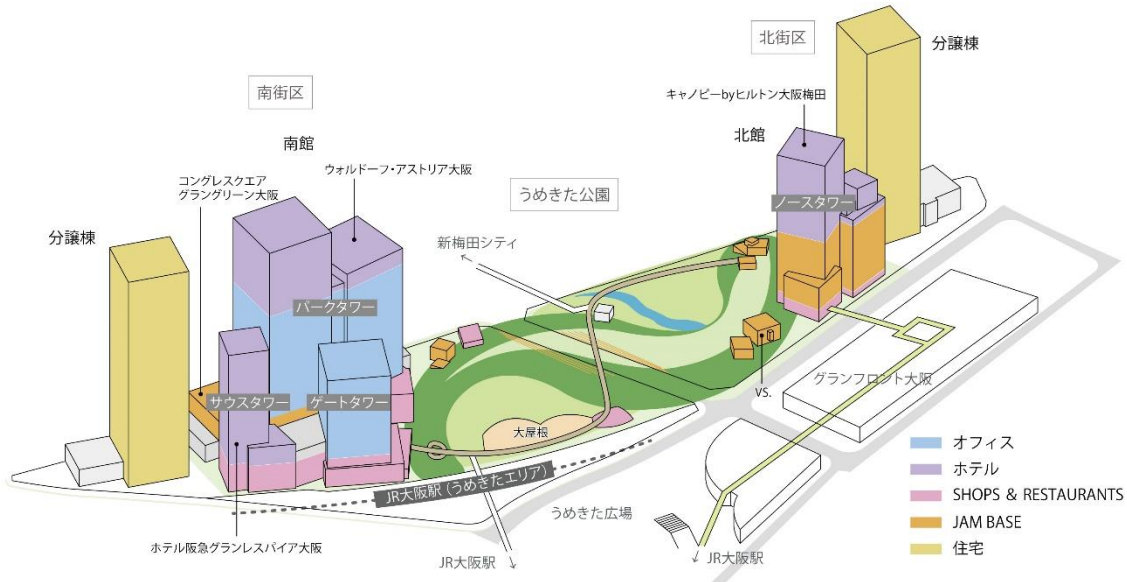 北街区
分譲棟
南街区
キャノピーbyヒルトン大阪梅田
南館
北館
ウォルドーフ・アストリア大阪
コングレスクエア
グラングリーン大阪
うめきた公園
ノースタワー
分譲棟
新梅田シティ
パークタワー
VS.
グランフロント大阪
サウスタワー
ゲートタワー
大屋根
オフィス
JR大阪駅（うめきたエリア）
ホテル
SHOPS & RESTAURANTS
うめきた広場
JAM BASE
ホテル阪急グランレスパイア大阪
JR大阪駅
JR大阪駅
住宅